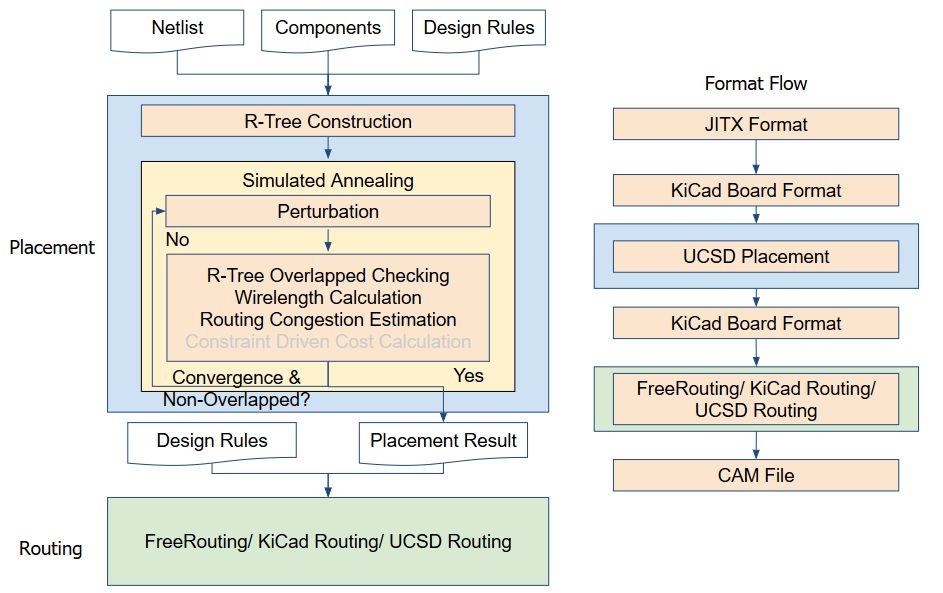 Netlist
Components
Design Rules
R-Tree Construction
Simulated Annealing
Perturbation
No
Placement
R-Tree Overlapped Checking
Wirelength Calculation
Routing Congestion Estimation
Constraint Driven Cost Calculation
Convergence &
Non-Overlapped?
Yes
Design Rules
Placement Result
Routing
FreeRouting/ KiCad Routing/ UCSD Routing
Format Flow
JITX Format
KiCad Board Format
UCSD Placement
KiCad Board Format
FreeRouting/ KiCad Routing/
UCSD Routing
CAM File